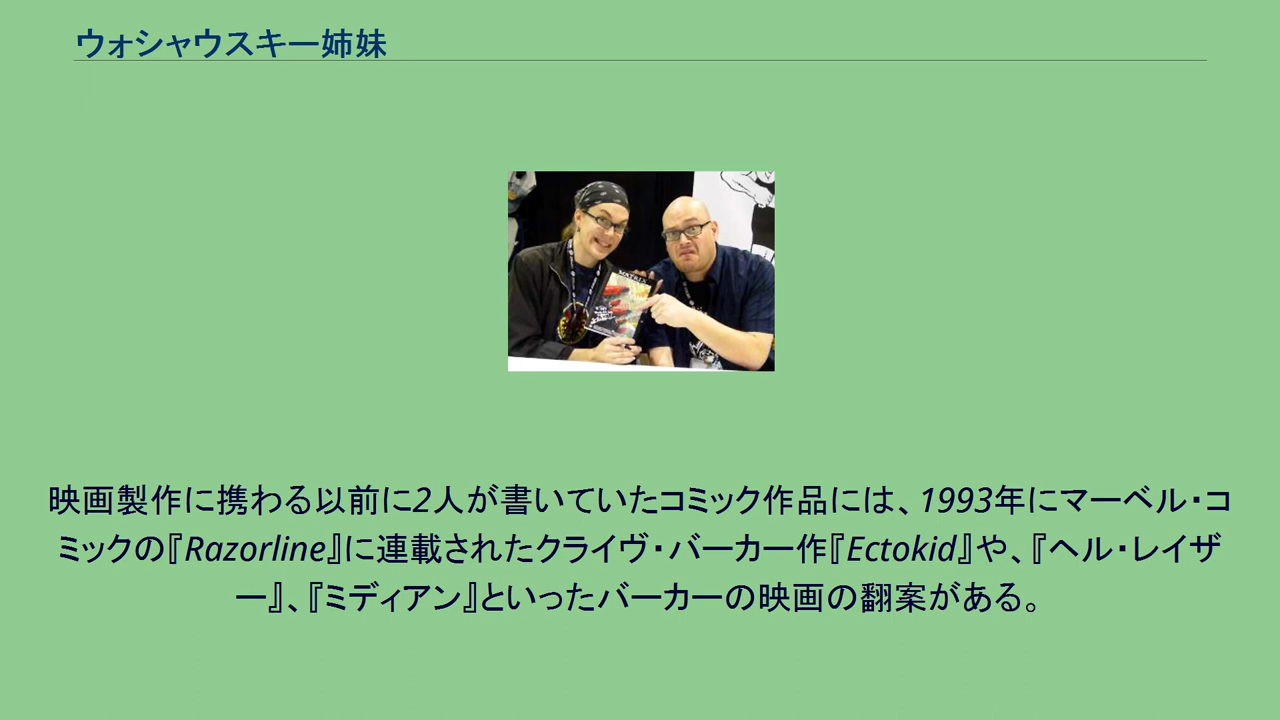 ウォシャウスキー姉妹
MATRIX
映画製作に携わる以前に2人が書いていたコミック作品には、1993年にマーベル・コ
ミックの『Razorline』に連載されたクライヴ・バーカー作『Ectokid』や、『ヘル・レイザ
ー』、『ミディアン』といったバーカーの映画の翻案がある。